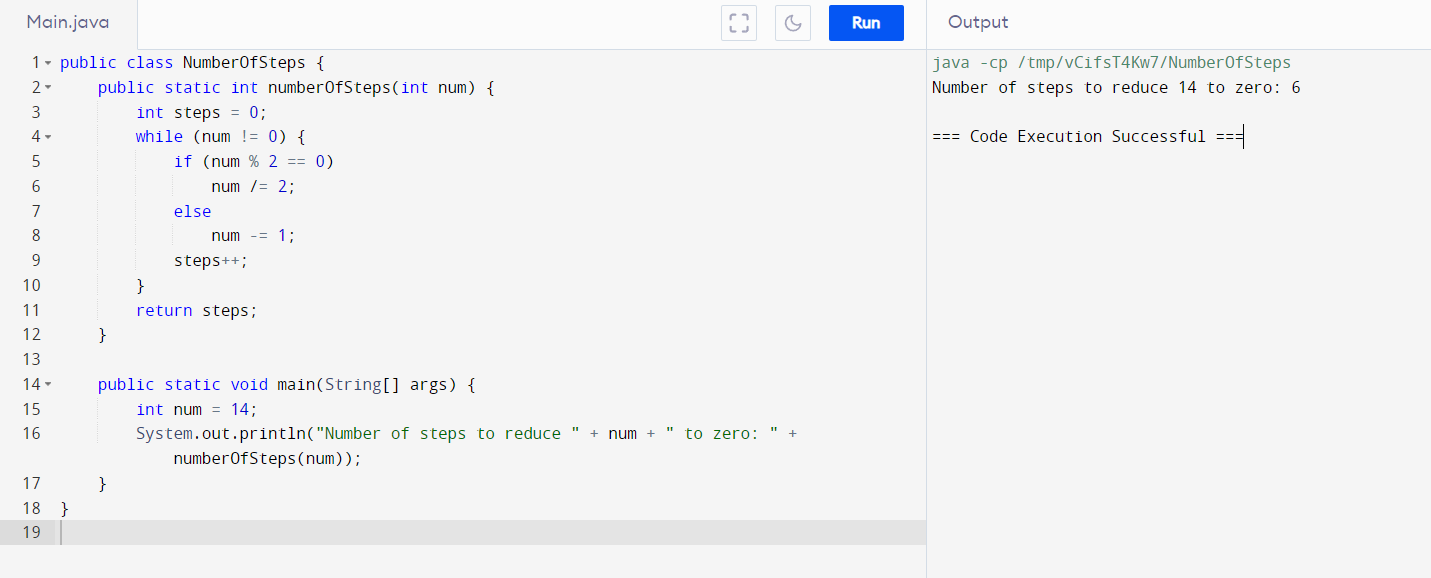 Main.java
Run
Output
1 public class NumberOfSteps {
2     public static int numberOfSteps(int num) {
3         int steps = 0;
4         while (num != 0) {
5             if (num % 2 == 0)
6                 num /= 2;
7             else
8                 num -= 1;
9             steps++;
10         }
11         return steps;
12     }
13
14     public static void main(String[] args) {
15         int num = 14;
16         System.out.println("Number of steps to reduce " + num + " to zero: " +
            numberOfSteps(num));
17     }
18 }
19
java -cp /tmp/vCifsT4Kw7/NumberOfSteps
Number of steps to reduce 14 to zero: 6
=== Code Execution Successful ===